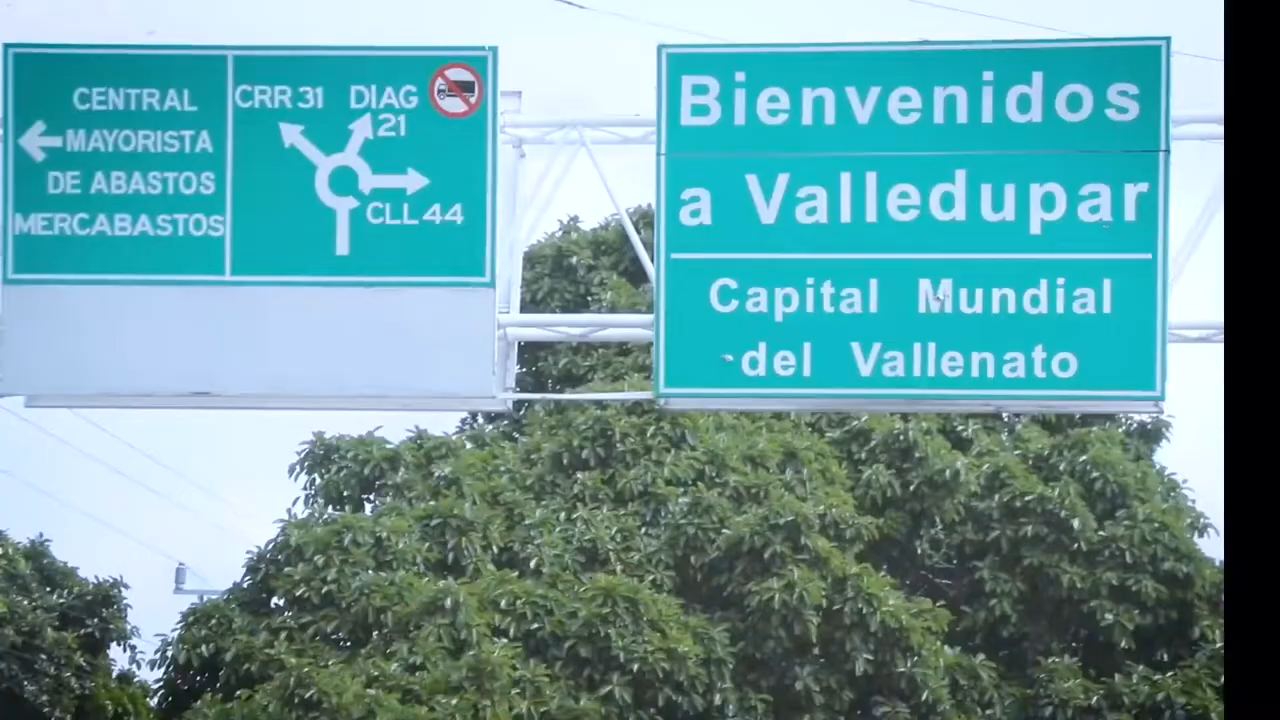 CENTRAL
MAYORISTA
DE ABASTOS
MERCABASTOS
CRR 31
DIAG
21
CLL 44
Bienvenidos
a Valledupar
Capital Mundial
del Vallenato